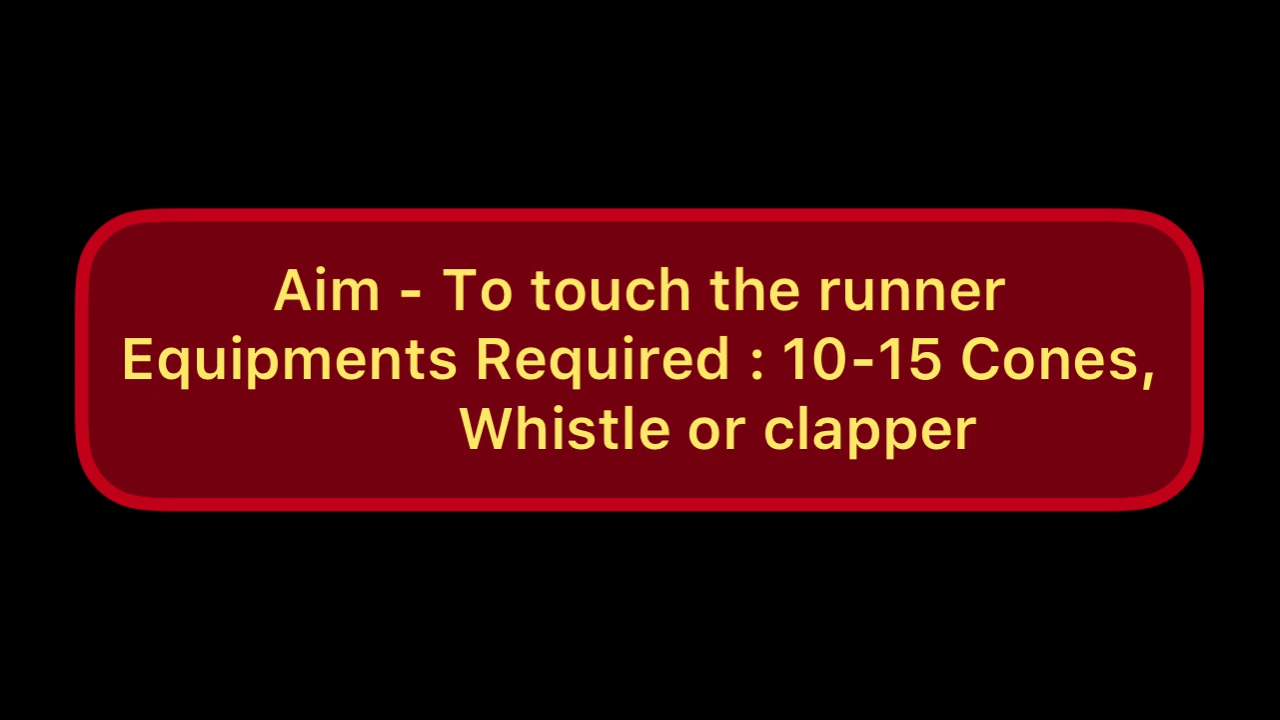 Aim - To touch the runner
Equipments Required : 10-15 Cones,
Whistle or clapper